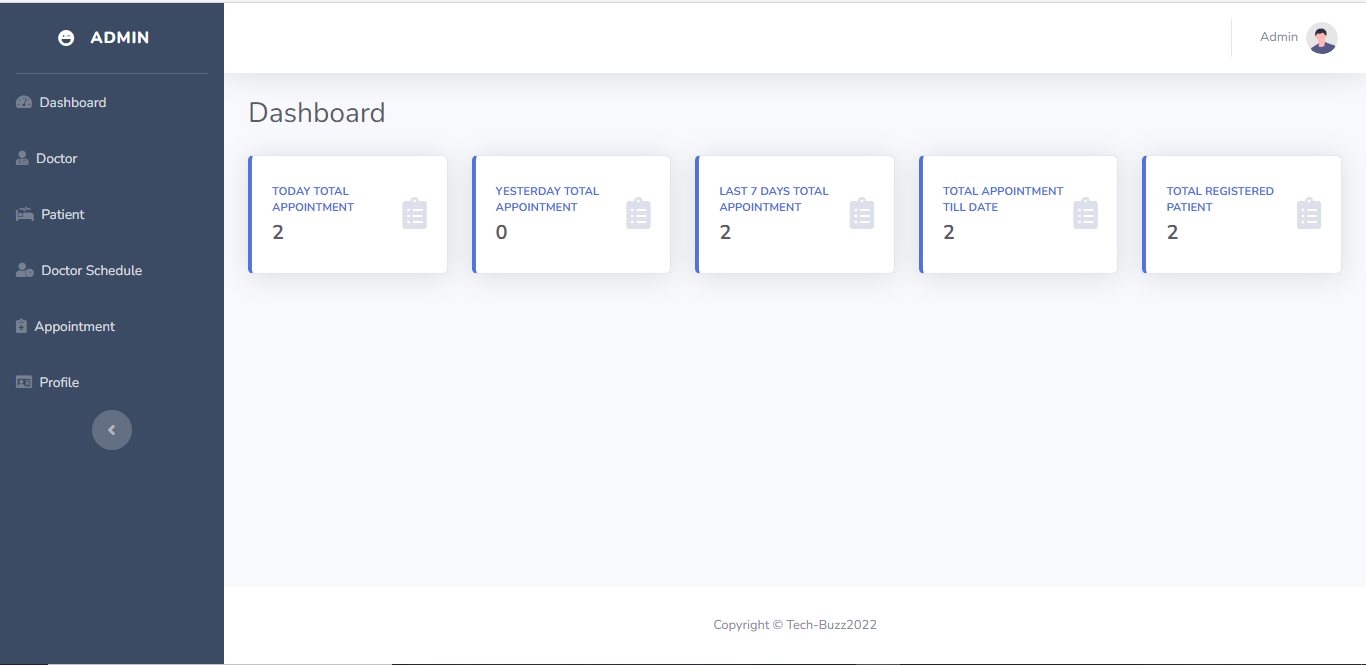 ADMIN
Admin
Dashboard
Doctor
Patient
Doctor Schedule
Appointment
Profile
Dashboard
TODAY TOTAL
APPOINTMENT
2
YESTERDAY TOTAL
APPOINTMENT
0
LAST 7 DAYS TOTAL
APPOINTMENT
2
TOTAL APPOINTMENT
TILL DATE
2
TOTAL REGISTERED
PATIENT
2
Copyright © Tech-Buzz2022